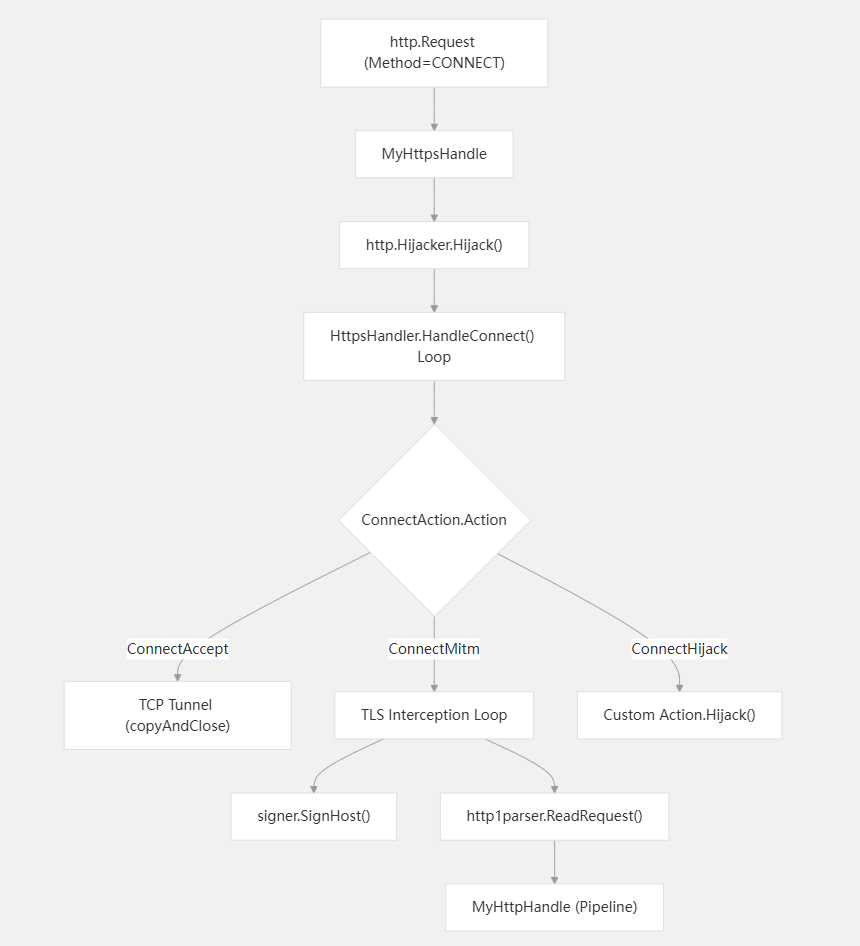 http.Request
(Method=CONNECT)
MyHttpsHandle
http.Hijacker.Hijack()
HttpsHandler.HandleConnect()
Loop
ConnectAction.Action
ConnectAccept
ConnectMitm
ConnectHijack
TCP Tunnel
(copyAndClose)
TLS Interception Loop
Custom Action.Hijack()
signer.SignHost()
http1parser.ReadRequest()
MyHttpHandle (Pipeline)